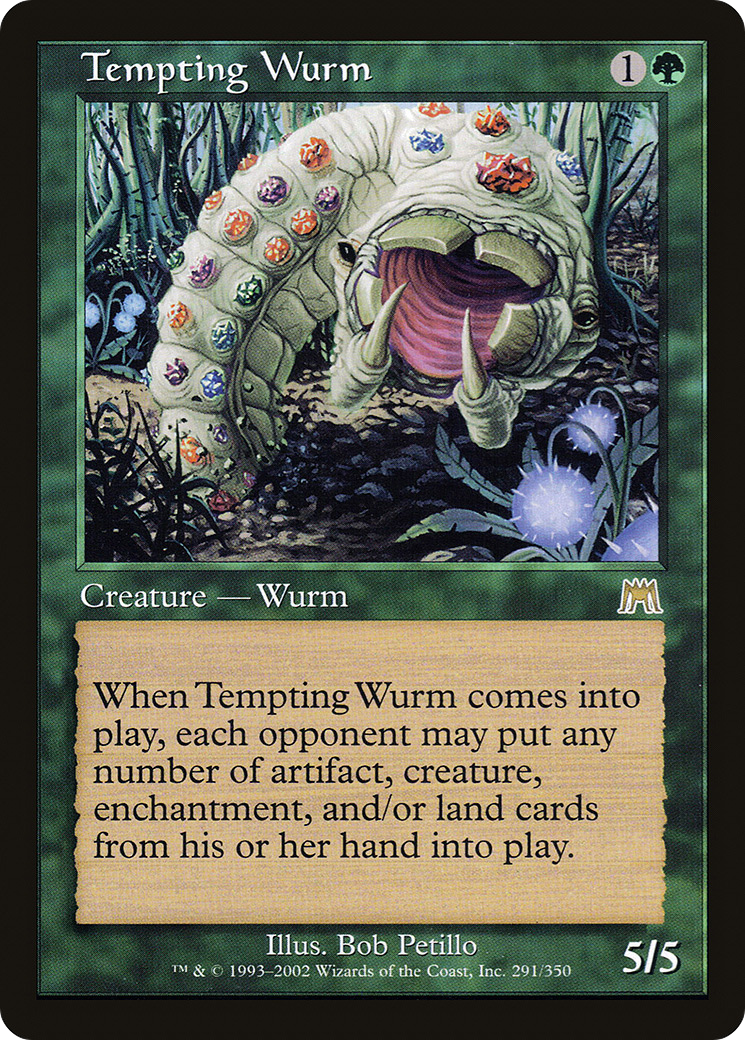 Tempting Wurm 1
Creature — Wurm
When Tempting Wurm comes into
play, each opponent may put any
number of artifact, creature,
enchantment, and/or land cards
from his or her hand into play.
Illus. Bob Petillo
™ & © 1993–2002 Wizards of the Coast, Inc. 291/350
5/5